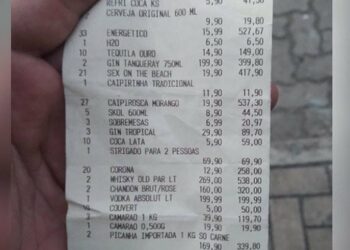 REFRI COCA KS 5,90 41,30
CERVEJA ORIGINAL 600 ML
9,90 19,80
33 ENERGETICO 15,99 527,67
1 H2O 6,50 6,50
10 TEQUILA OURO 14,90 149,00
2 GIN TANQUERAY 750ML 199,90 399,80
21 SEX ON THE BEACH 19,90 417,90
1 CAIPIRINHA TRADICIONAL
11,90 11,90
27 CAIPIROSCA MORANGO 19,90 537,30
5 SKOL 600ML 8,90 44,50
3 SOBREMESAS 6,99 20,97
3 GIN TROPICAL 29,90 89,70
10 COCA LATA 5,90 59,00
1 SIRIGADO PARA 2 PESSOAS
69,90 69,90
20 CORONA 12,90 258,00
2 WHISKY OLD PAR LT 269,00 538,00
2 CHANDON BRUT/ROSE 160,00 320,00
1 VODKA ABSOLUT LT 199,99 199,99
10 COUVERT 5,00 50,00
3 CAMARAO 1 KG 39,90 119,70
1 CAMARAO 0,500G 19,90 19,90
2 PICANHA IMPORTADA 1 KG SO CARNE
169,90 339,80